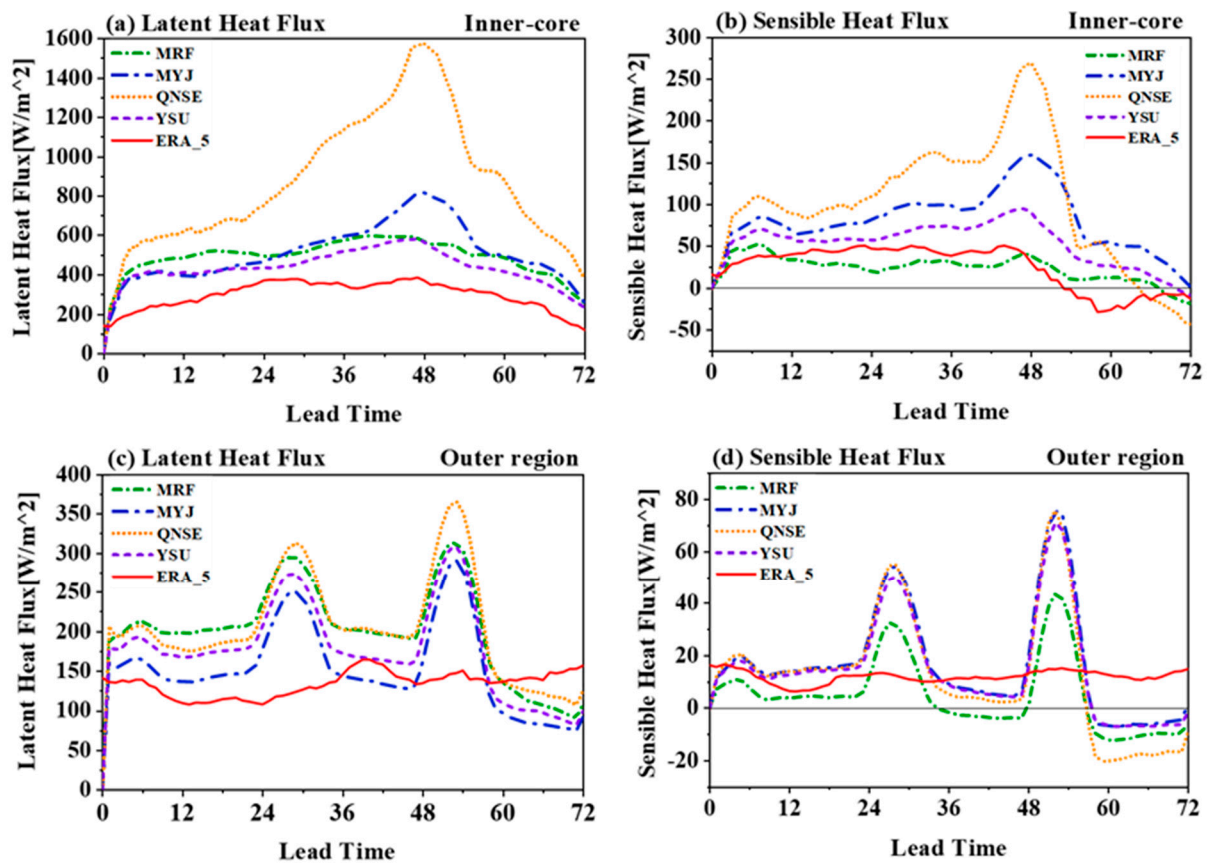 (a) Latent Heat Flux Inner-core
Latent Heat Flux[W/m^2]
1600
1400
1200
1000
800
600
400
200
0
MRF
MYJ
QNSE
YSU
ERA_5
0 12 24 36 48 60 72
Lead Time
(b) Sensible Heat Flux Inner-core
Sensible Heat Flux[W/m^2]
300
250
200
150
100
50
0
-50
MRF
MYJ
QNSE
YSU
ERA_5
0 12 24 36 48 60 72
Lead Time
(c) Latent Heat Flux Outer region
Latent Heat Flux[W/m^2]
400
350
300
250
200
150
100
50
0
MRF
MYJ
QNSE
YSU
ERA_5
0 12 24 36 48 60 72
Lead Time
(d) Sensible Heat Flux Outer region
Sensible Heat Flux[W/m^2]
80
60
40
20
0
-20
MRF
MYJ
QNSE
YSU
ERA_5
0 12 24 36 48 60 72
Lead Time